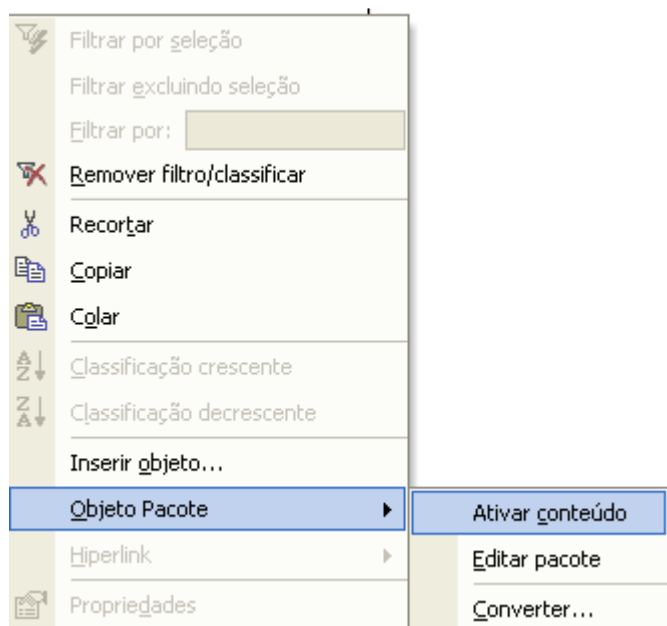 Filtrar por seleção
Filtrar excluindo seleção
Filtrar por:
Remover filtro/classificar
Recortar
Copiar
Colar
Classificação crescente
Classificação decrescente
Inserir objeto...
Objeto Pacote
Ativar conteúdo
Hiperlink
Editar pacote
Propriedades
Converter...